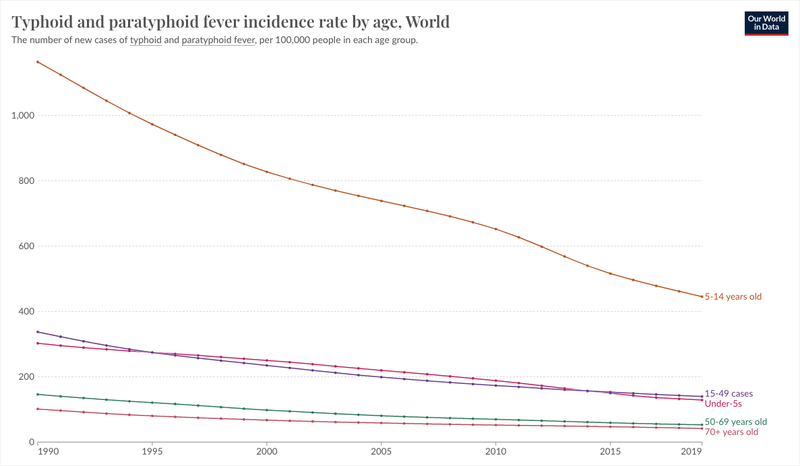 Typhoid and paratyphoid fever incidence rate by age, World
Our World
in Data
The number of new cases of typhoid and paratyphoid fever, per 100,000 people in each age group.
1,000
800
600
400
200
0
5-14 years old
15-49 cases
Under-5s
50-69 years old
70+ years old
1990
1995
2000
2005
2010
2015
2019